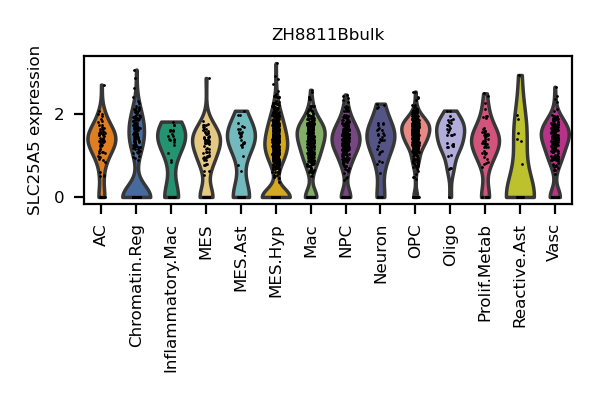 ZH8811Bbulk
SLC25A5 expression
2
0
AC
Chromatin.Reg
Inflammatory.Mac
MES
MES.Ast
MES.Hyp
Mac
NPC
Neuron
OPC
Oligo
Prolif.Metab
Reactive.Ast
Vasc